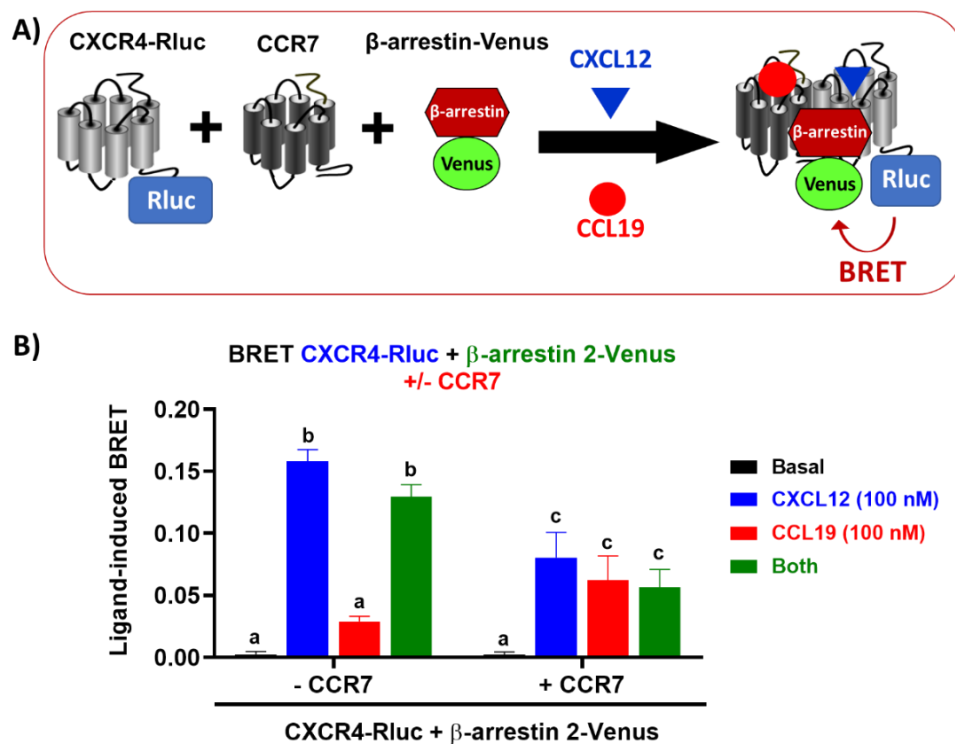 A)
CXCR4-Rluc
CCR7
β-arrestin-Venus
CXCL12
+
+
β-arrestin
Venus
Rluc
CCL19
β-arrestin
Venus
Rluc
BRET
B)
BRET CXCR4-Rluc + β-arrestin 2-Venus
+/- CCR7
Ligand-induced BRET
0.20
0.15
0.10
0.05
0.00
a
b
a
b
a
c
c
c
- CCR7
+ CCR7
CXCR4-Rluc + β-arrestin 2-Venus
Basal
CXCL12 (100 nM)
CCL19 (100 nM)
Both